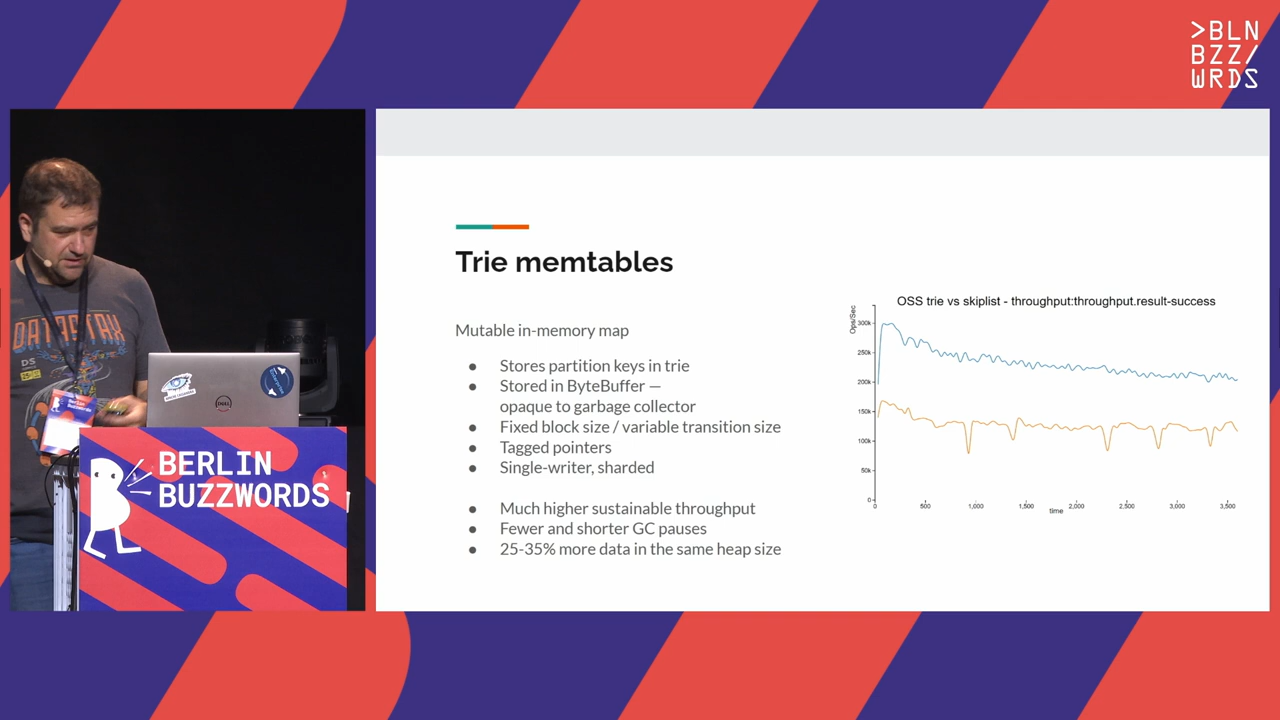 >BLN
BZZ/
WRDS
Trie memtables
Mutable in-memory map
● Stores partition keys in trie
● Stored in ByteBuffer —
opaque to garbage collector
● Fixed block size / variable transition size
● Tagged pointers
● Single-writer, sharded
● Much higher sustainable throughput
● Fewer and shorter GC pauses
● 25-35% more data in the same heap size
OSS trie vs skiplist - throughput:throughput.result-success
Ops/Sec
300k
250k
200k
150k
100k
50k
0
0 500 1,000 1,500 2,000 2,500 3,000 3,500
time
DATASTAX
DS
DELL
Berlin
Buzzwords
BERLIN
BUZZWORDS